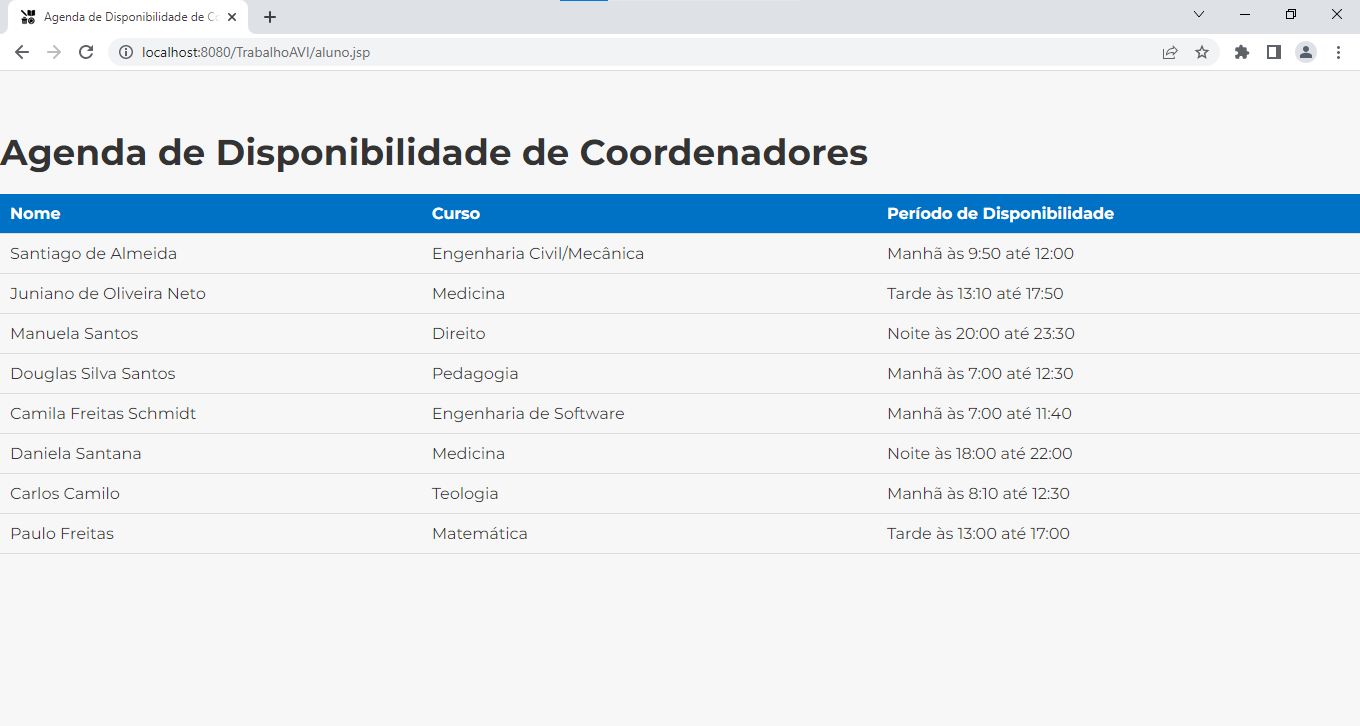 Agenda de Disponibilidade de Co
localhost:8080/TrabalhoAVI/aluno.jsp
Agenda de Disponibilidade de Coordenadores
Nome Curso Período de Disponibilidade
Santiago de Almeida Engenharia Civil/Mecânica Manhã às 9:50 até 12:00
Juniano de Oliveira Neto Medicina Tarde às 13:10 até 17:50
Manuela Santos Direito Noite às 20:00 até 23:30
Douglas Silva Santos Pedagogia Manhã às 7:00 até 12:30
Camila Freitas Schmidt Engenharia de Software Manhã às 7:00 até 11:40
Daniela Santana Medicina Noite às 18:00 até 22:00
Carlos Camilo Teologia Manhã às 8:10 até 12:30
Paulo Freitas Matemática Tarde às 13:00 até 17:00